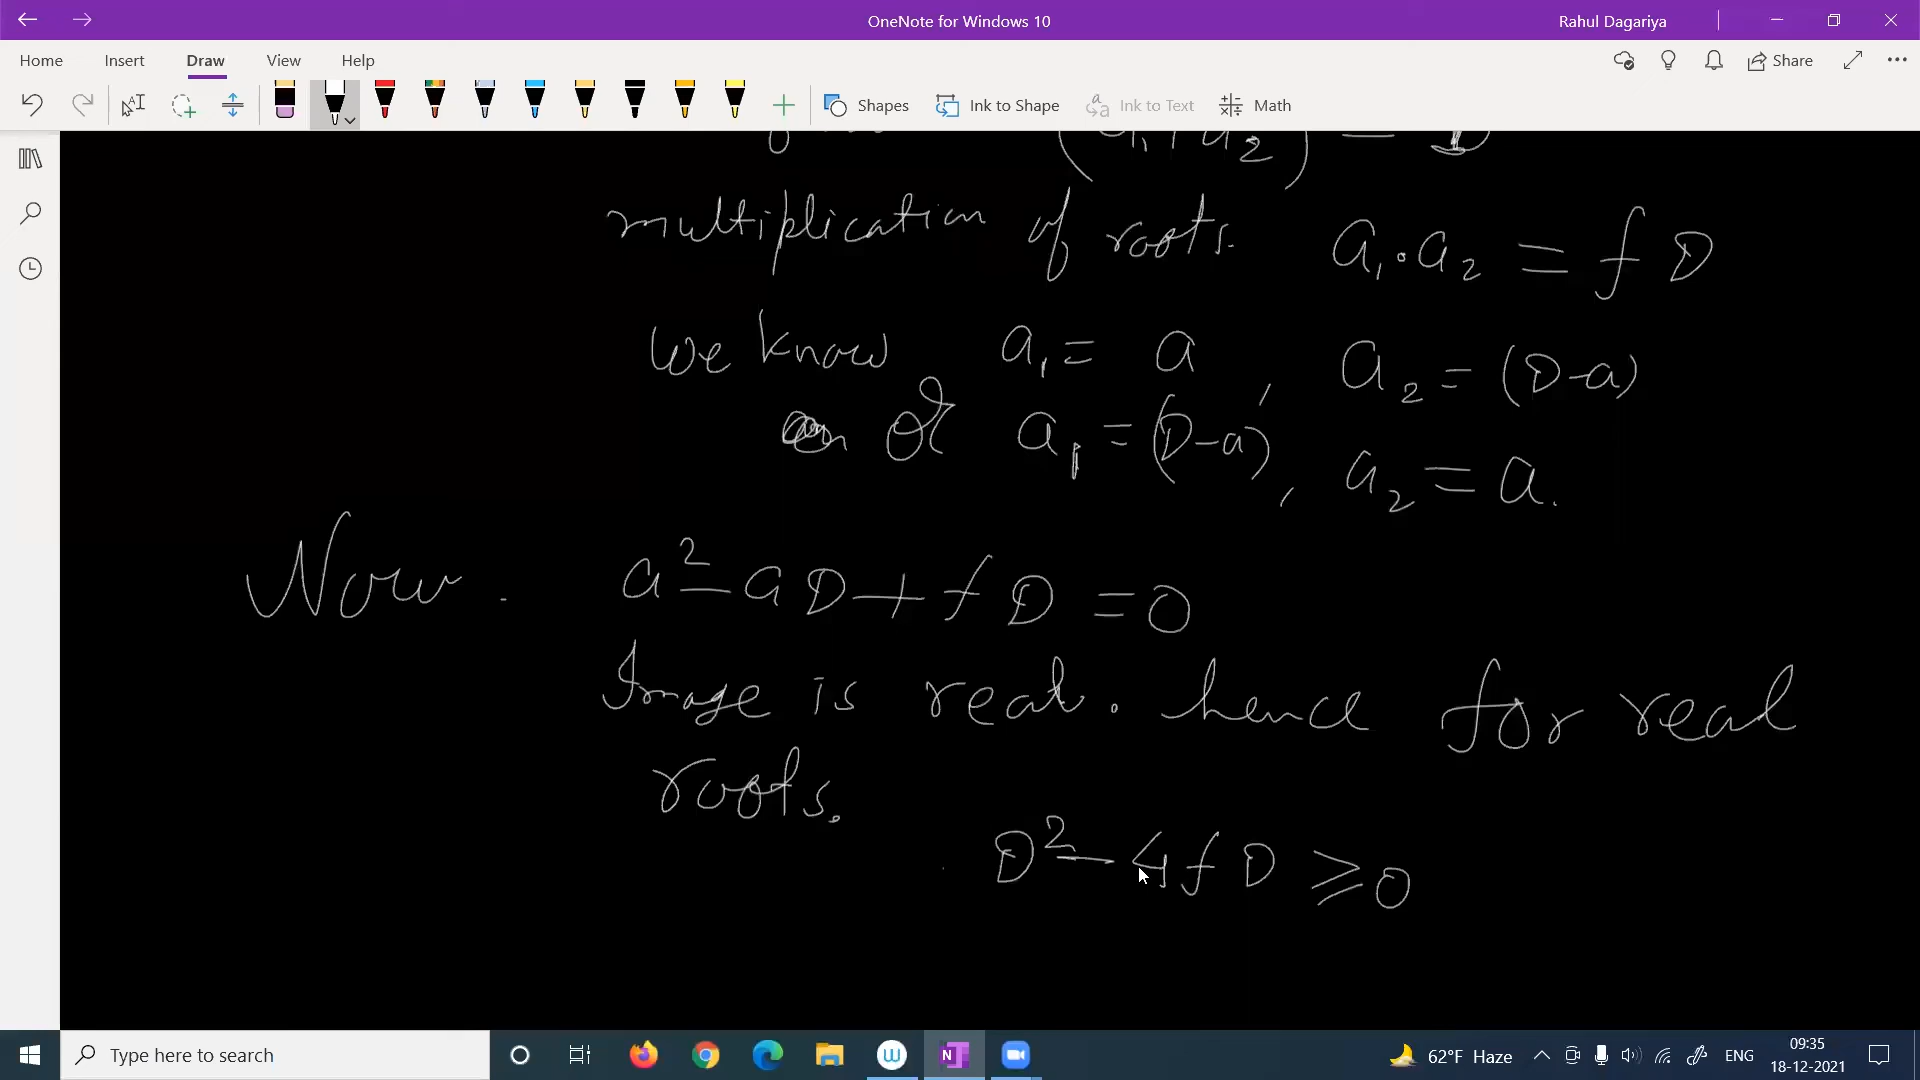 OneNote for Windows 10
Rahul Dagariya
Home Insert Draw View Help
Share
Shapes Ink to Shape Ink to Text Math
multiplication of roots. a₁·a₂ = f D
We know a₁ = a , a₂ = (D-a)
or a₁ = (D-a) , a₂ = a.
Now. a² - aD + f D = 0
Image is real. hence for real
roots.
D² - 4f D ≥ 0
Type here to search
62°F Haze
ENG
09:35
18-12-2021